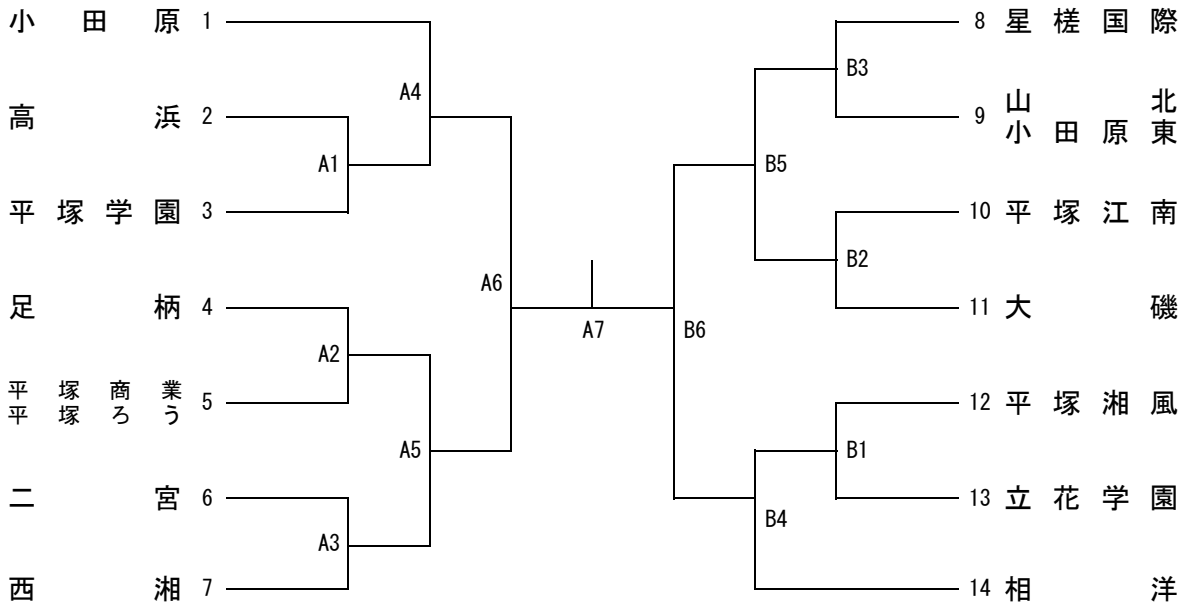 小田原 1
A4
高浜 2
A1
平塚学園 3
A6
足柄 4
A2
平塚商業
平塚ろう 5
A5
二宮 6
A3
西湘 7
A7
8 星槎国際
B3
9 山北
小田原東
B5
10 平塚江南
B2
11 大磯
B6
12 平塚湘風
B1
13 立花学園
B4
14 相洋